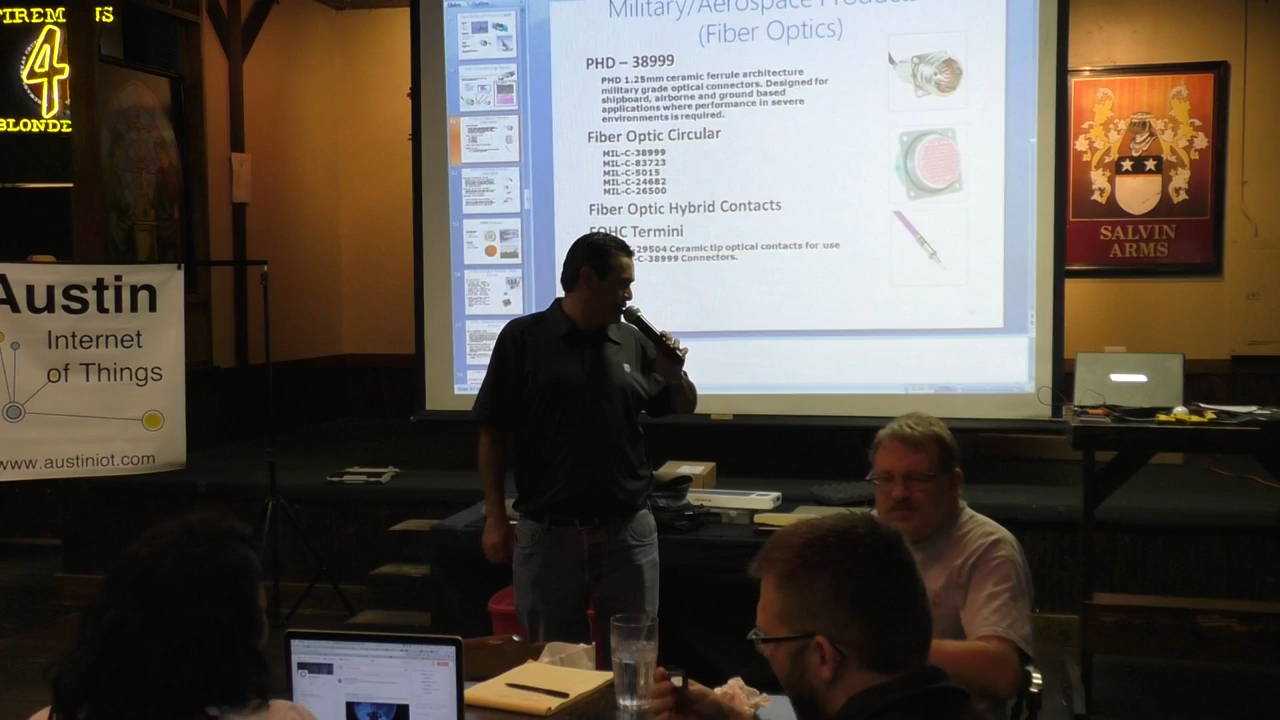 4
BLONDE
Austin
Internet
of Things
www.austiniot.com
Military/Aerospace Products
(Fiber Optics)
PHD – 38999
PHD 1.25mm ceramic ferrule architecture
military grade optical connectors. Designed for
shipboard, airborne and ground based
applications where performance in severe
environments is required.
Fiber Optic Circular
MIL-C-38999
MIL-C-83723
MIL-C-5015
MIL-C-24682
MIL-C-26500
Fiber Optic Hybrid Contacts
FOHC Termini
-29504 Ceramic tip optical contacts for use
-C-38999 Connectors.
SALVIN
ARMS